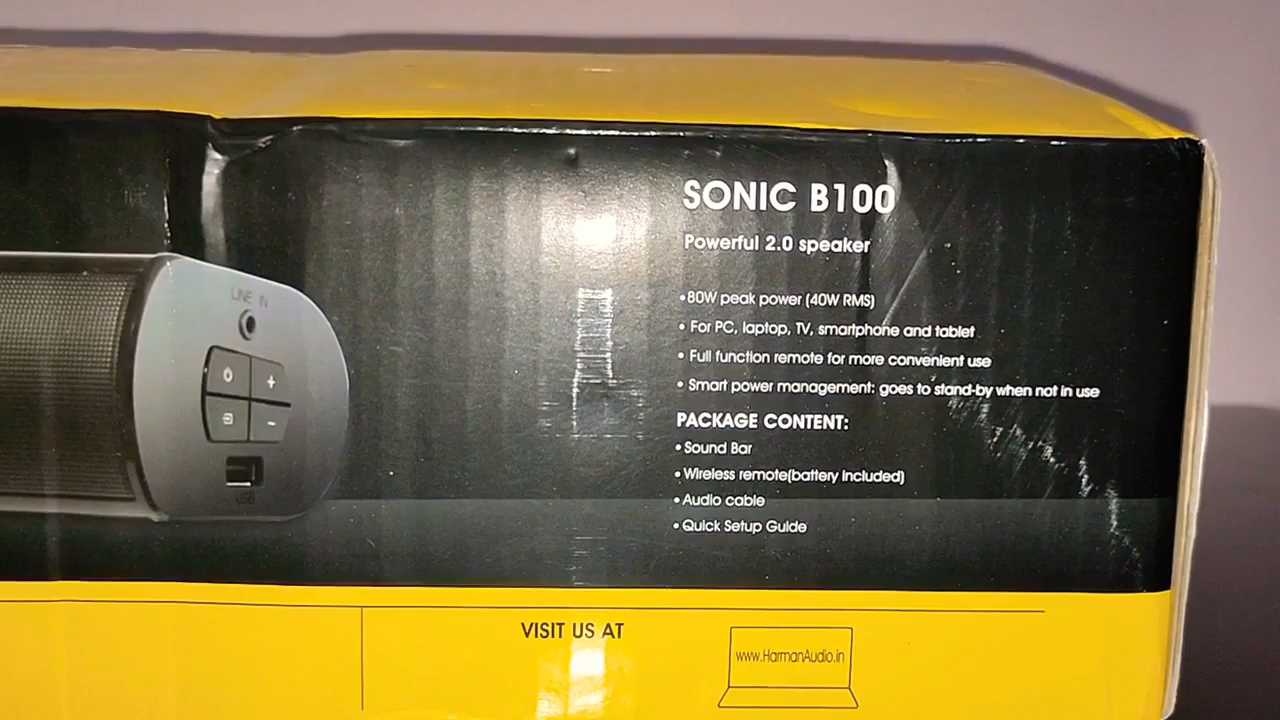 SONIC B100
Powerful 2.0 speaker
•80W peak power (40W RMS)
• For PC, laptop, TV, smartphone and tablet
• Full function remote for more convenient use
• Smart power management: goes to stand-by when not in use
PACKAGE CONTENT:
• Sound Bar
• Wireless remote(battery included)
• Audio cable
• Quick Setup Guide
LINE IN
USB
VISIT US AT
www.HarmanAudio.in